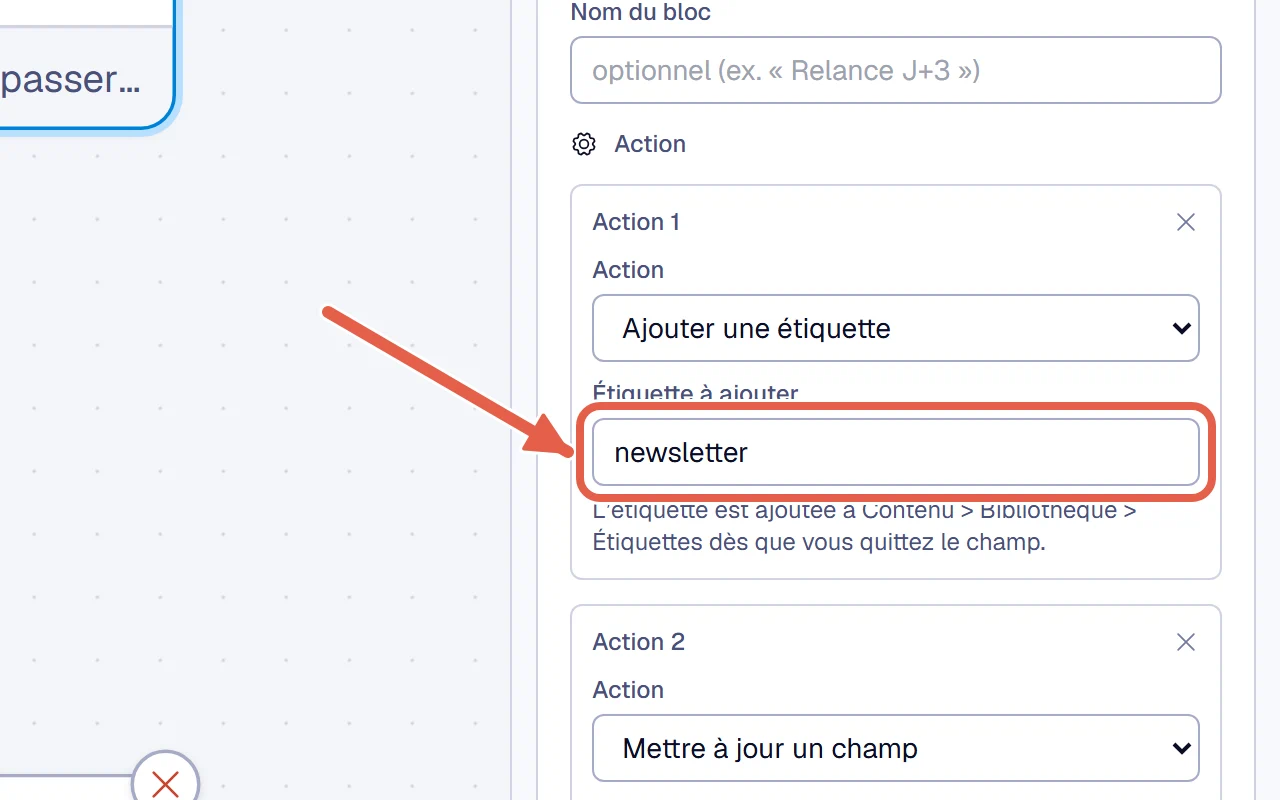 Nom du bloc
optionnel (ex. « Relance J+3 »)
passer...
Action
Action 1
Action
Ajouter une étiquette
Étiquette à ajouter
newsletter
L'étiquette est ajoutée à Contenu > Bibliothèque >
Étiquettes dès que vous quittez le champ.
Action 2
Action
Mettre à jour un champ